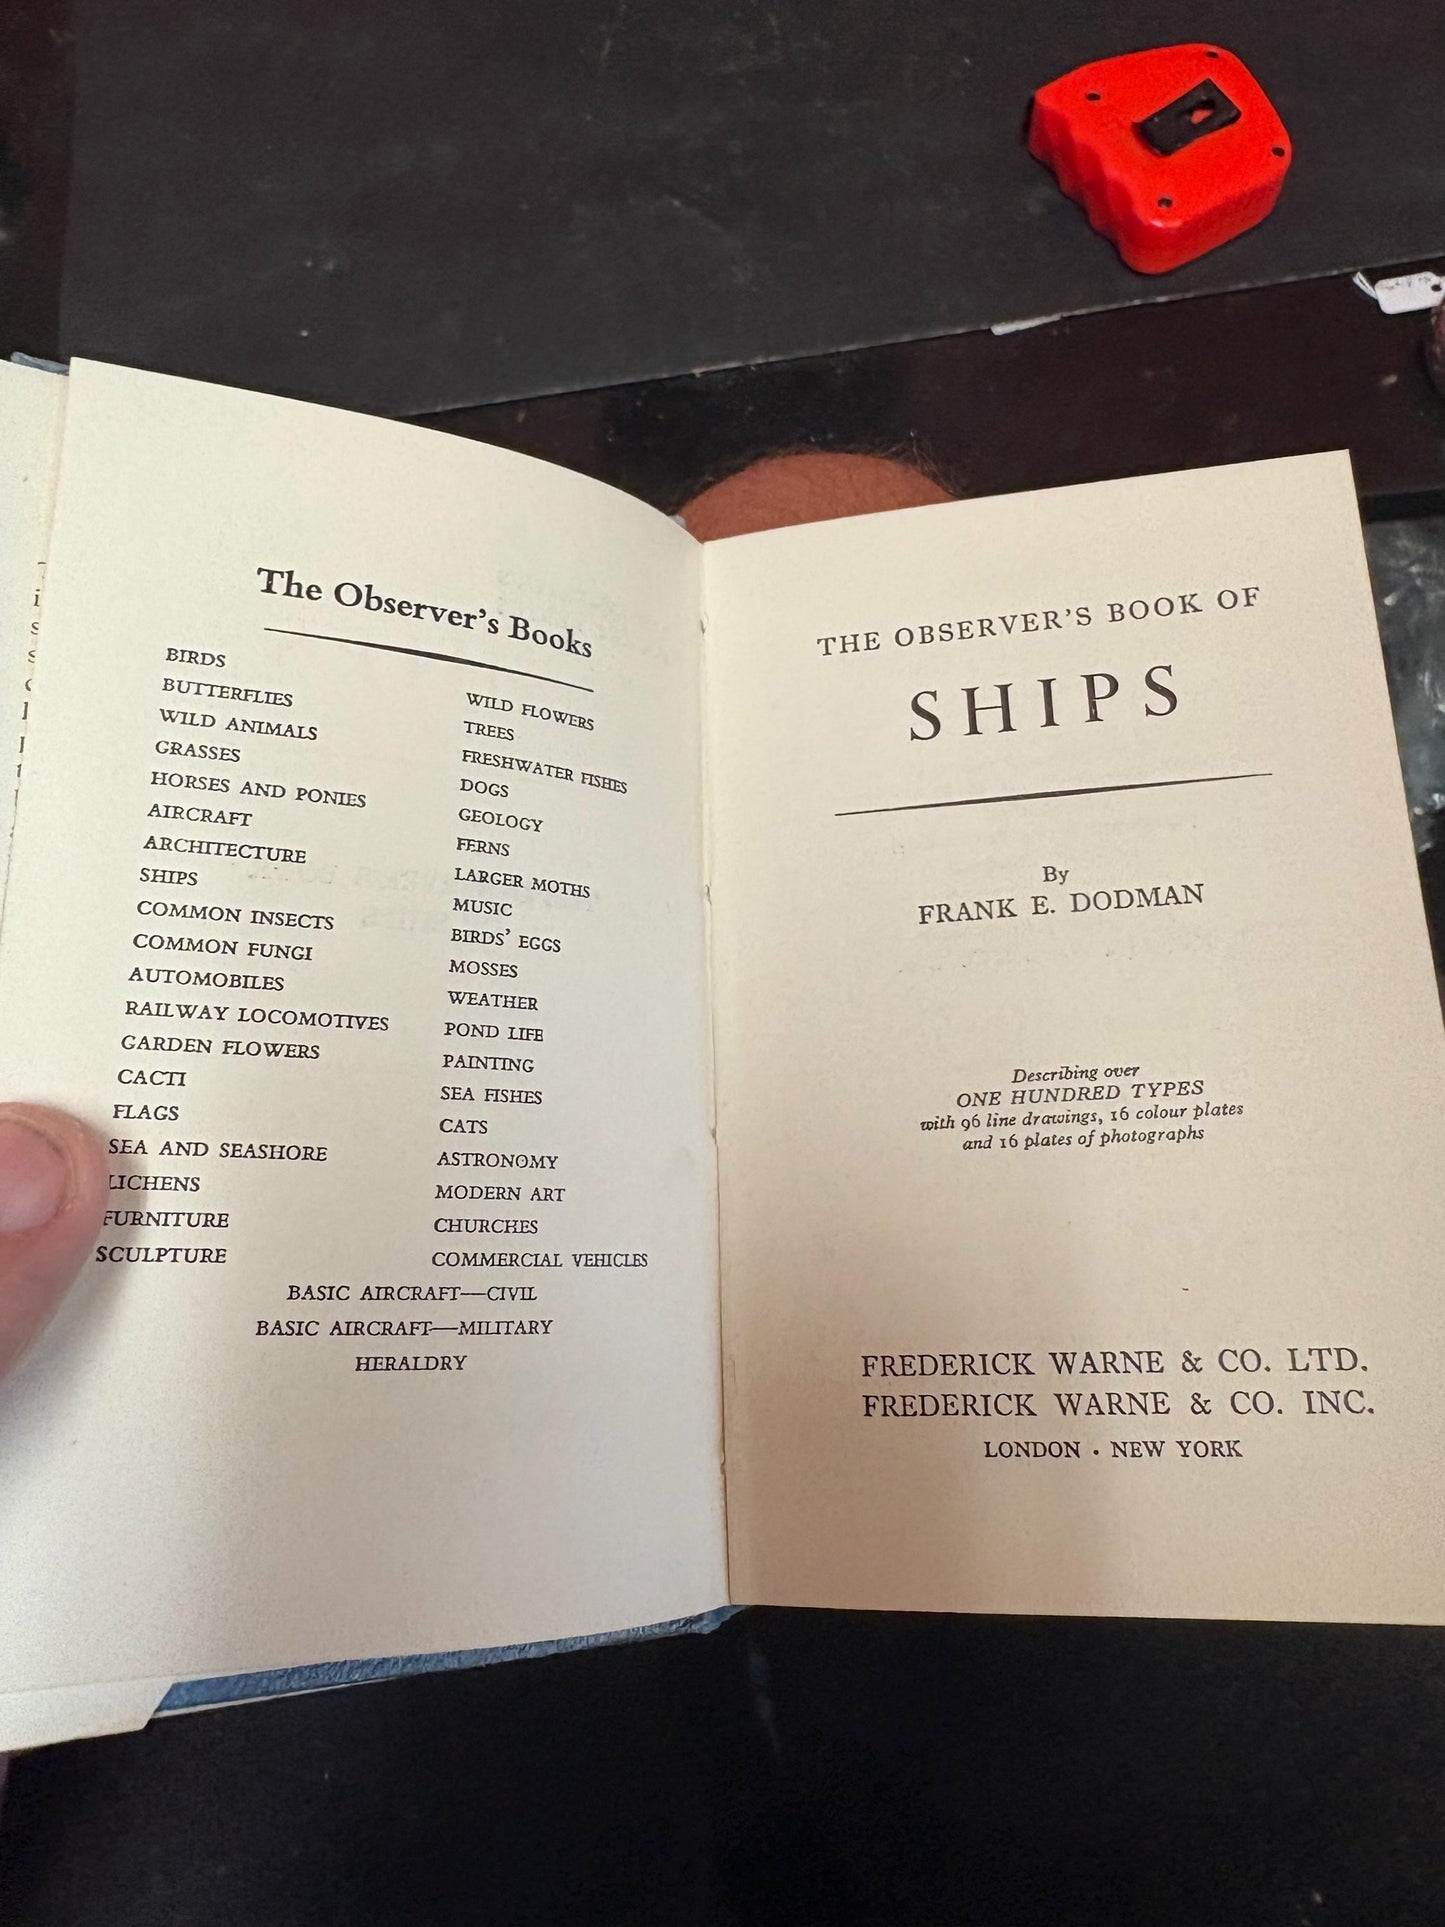 The Observer's Books
BIRDS
BUTTERFLIES
WILD ANIMALS
GRASSES
HORSES AND PONIES
AIRCRAFT
ARCHITECTURE
SHIPS
COMMON INSECTS
COMMON FUNGI
AUTOMOBILES
RAILWAY LOCOMOTIVES
GARDEN FLOWERS
CACTI
FLAGS
SEA AND SEASHORE
LICHENS
FURNITURE
SCULPTURE
WILD FLOWERS
TREES
FRESHWATER FISHES
DOGS
GEOLOGY
FERNS
LARGER MOTHS
MUSIC
BIRDS' EGGS
MOSSES
WEATHER
POND LIFE
PAINTING
SEA FISHES
CATS
ASTRONOMY
MODERN ART
CHURCHES
COMMERCIAL VEHICLES
BASIC AIRCRAFT—CIVIL
BASIC AIRCRAFT—MILITARY
HERALDRY
THE OBSERVER'S BOOK OF
SHIPS
By
FRANK E. DODMAN
Describing over
ONE HUNDRED TYPES
with 96 line drawings, 16 colour plates
and 16 plates of photographs
FREDERICK WARNE & CO. LTD.
FREDERICK WARNE & CO. INC.
LONDON · NEW YORK